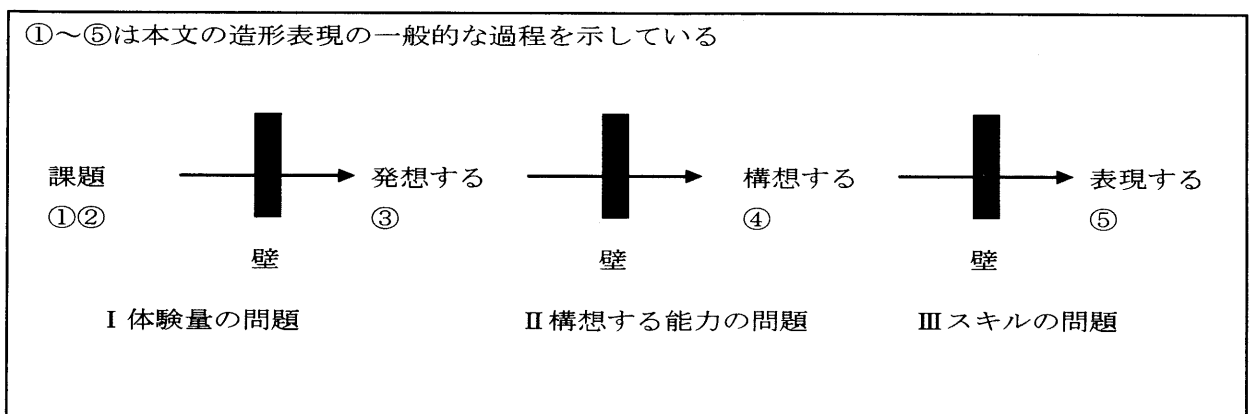 ①～⑤は本文の造形表現の一般的な過程を示している
課題 発想する 構想する 表現する
①② ③ ④ ⑤
壁 壁 壁
Ⅰ体験量の問題 Ⅱ構想する能力の問題 Ⅲスキルの問題